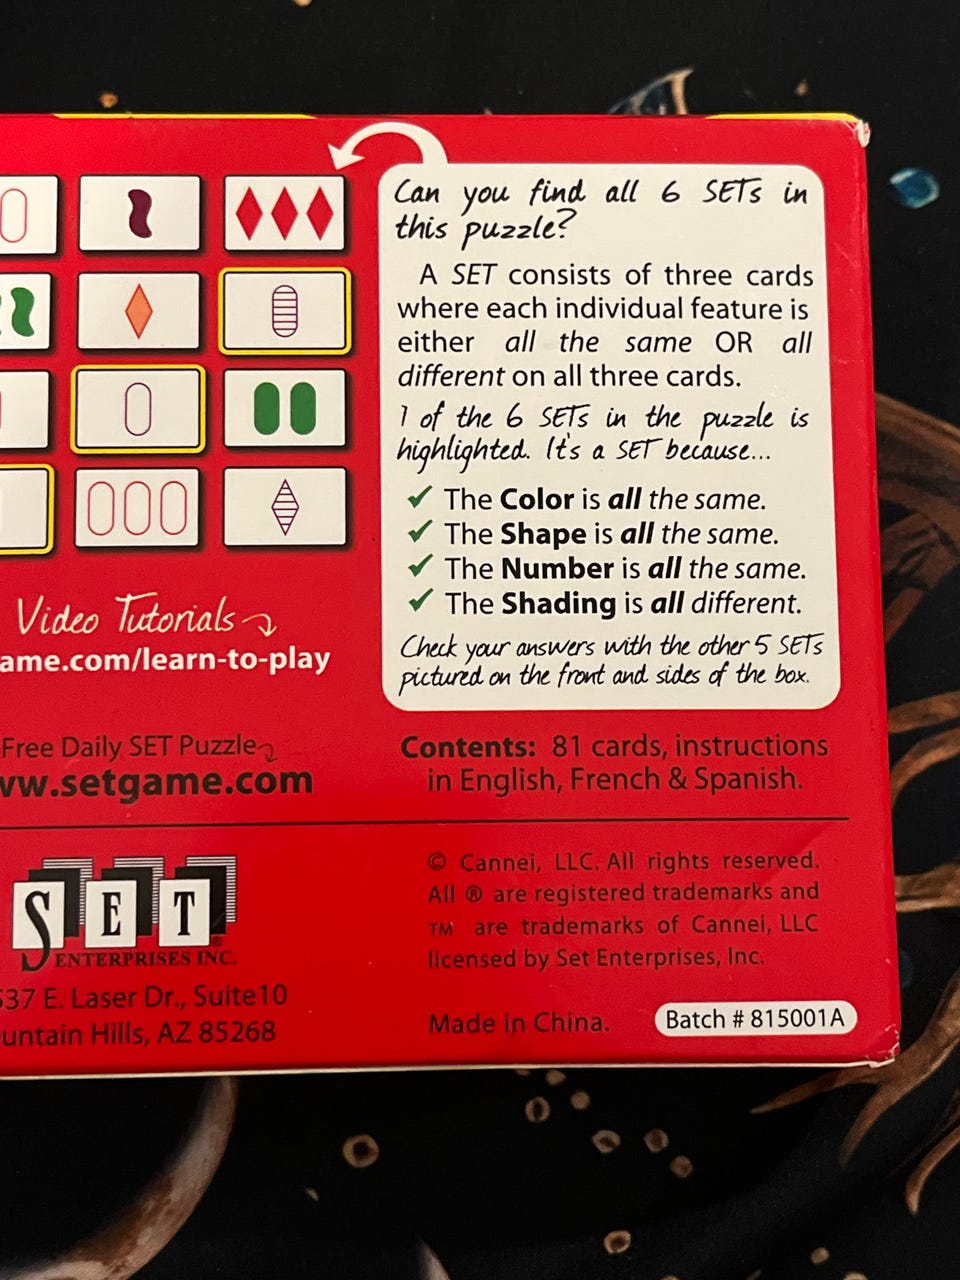 Can you find all 6 SETs in
this puzzle?
A SET consists of three cards
where each individual feature is
either all the same OR all
different on all three cards.
1 of the 6 SETs in the puzzle is
highlighted. It's a SET because...
✓ The Color is all the same.
✓ The Shape is all the same.
✓ The Number is all the same.
✓ The Shading is all different.
Check your answers with the other 5 SETs
pictured on the front and sides of the box.
Video Tutorials
ame.com/learn-to-play
Free Daily SET Puzzle
ww.setgame.com
Contents: 81 cards, instructions
in English, French & Spanish.
SET®
ENTERPRISES INC.
537 E. Laser Dr., Suite10
untain Hills, AZ 85268
© Cannei, LLC. All rights reserved.
All ® are registered trademarks and
TM are trademarks of Cannei, LLC
licensed by Set Enterprises, Inc.
Made in China.
Batch # 815001A